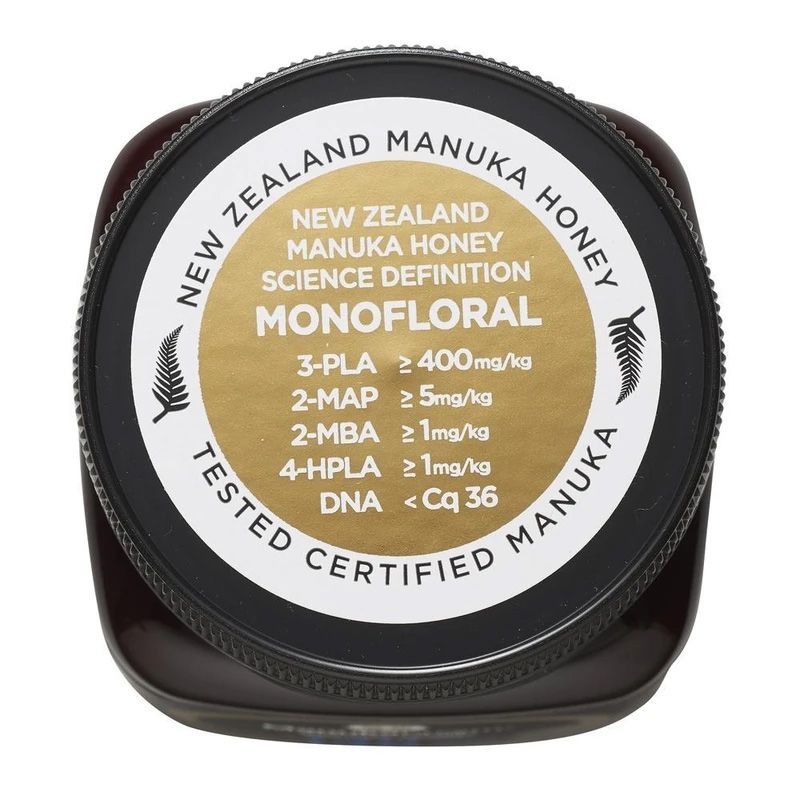 NEW ZEALAND MANUKA HONEY
NEW ZEALAND
MANUKA HONEY
SCIENCE DEFINITION
MONOFLORAL
3-PLA ≥ 400mg/kg
2-MAP ≥ 5mg/kg
2-MBA ≥ 1mg/kg
4-HPLA ≥ 1mg/kg
DNA < Cq 36
TESTED CERTIFIED MANUKA